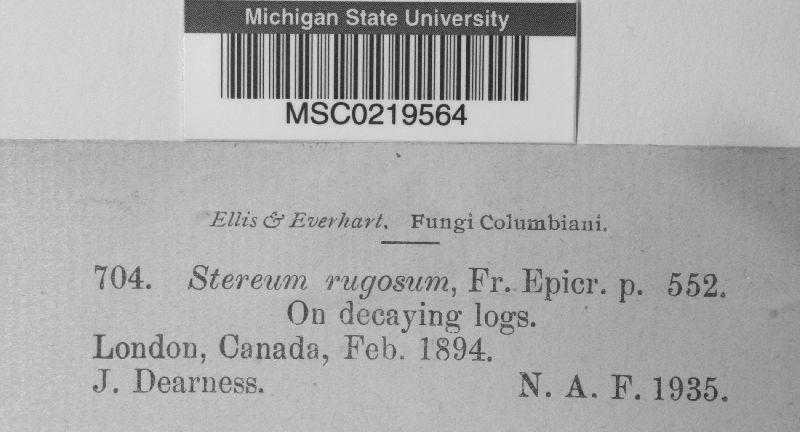 Michigan State University
MSC0219564
Ellis & Everhart. Fungi Columbiani.
704. Stereum rugosum, Fr. Epicr. p. 552.
On decaying logs.
London, Canada, Feb. 1894.
J. Dearness. N. A. F. 1935.